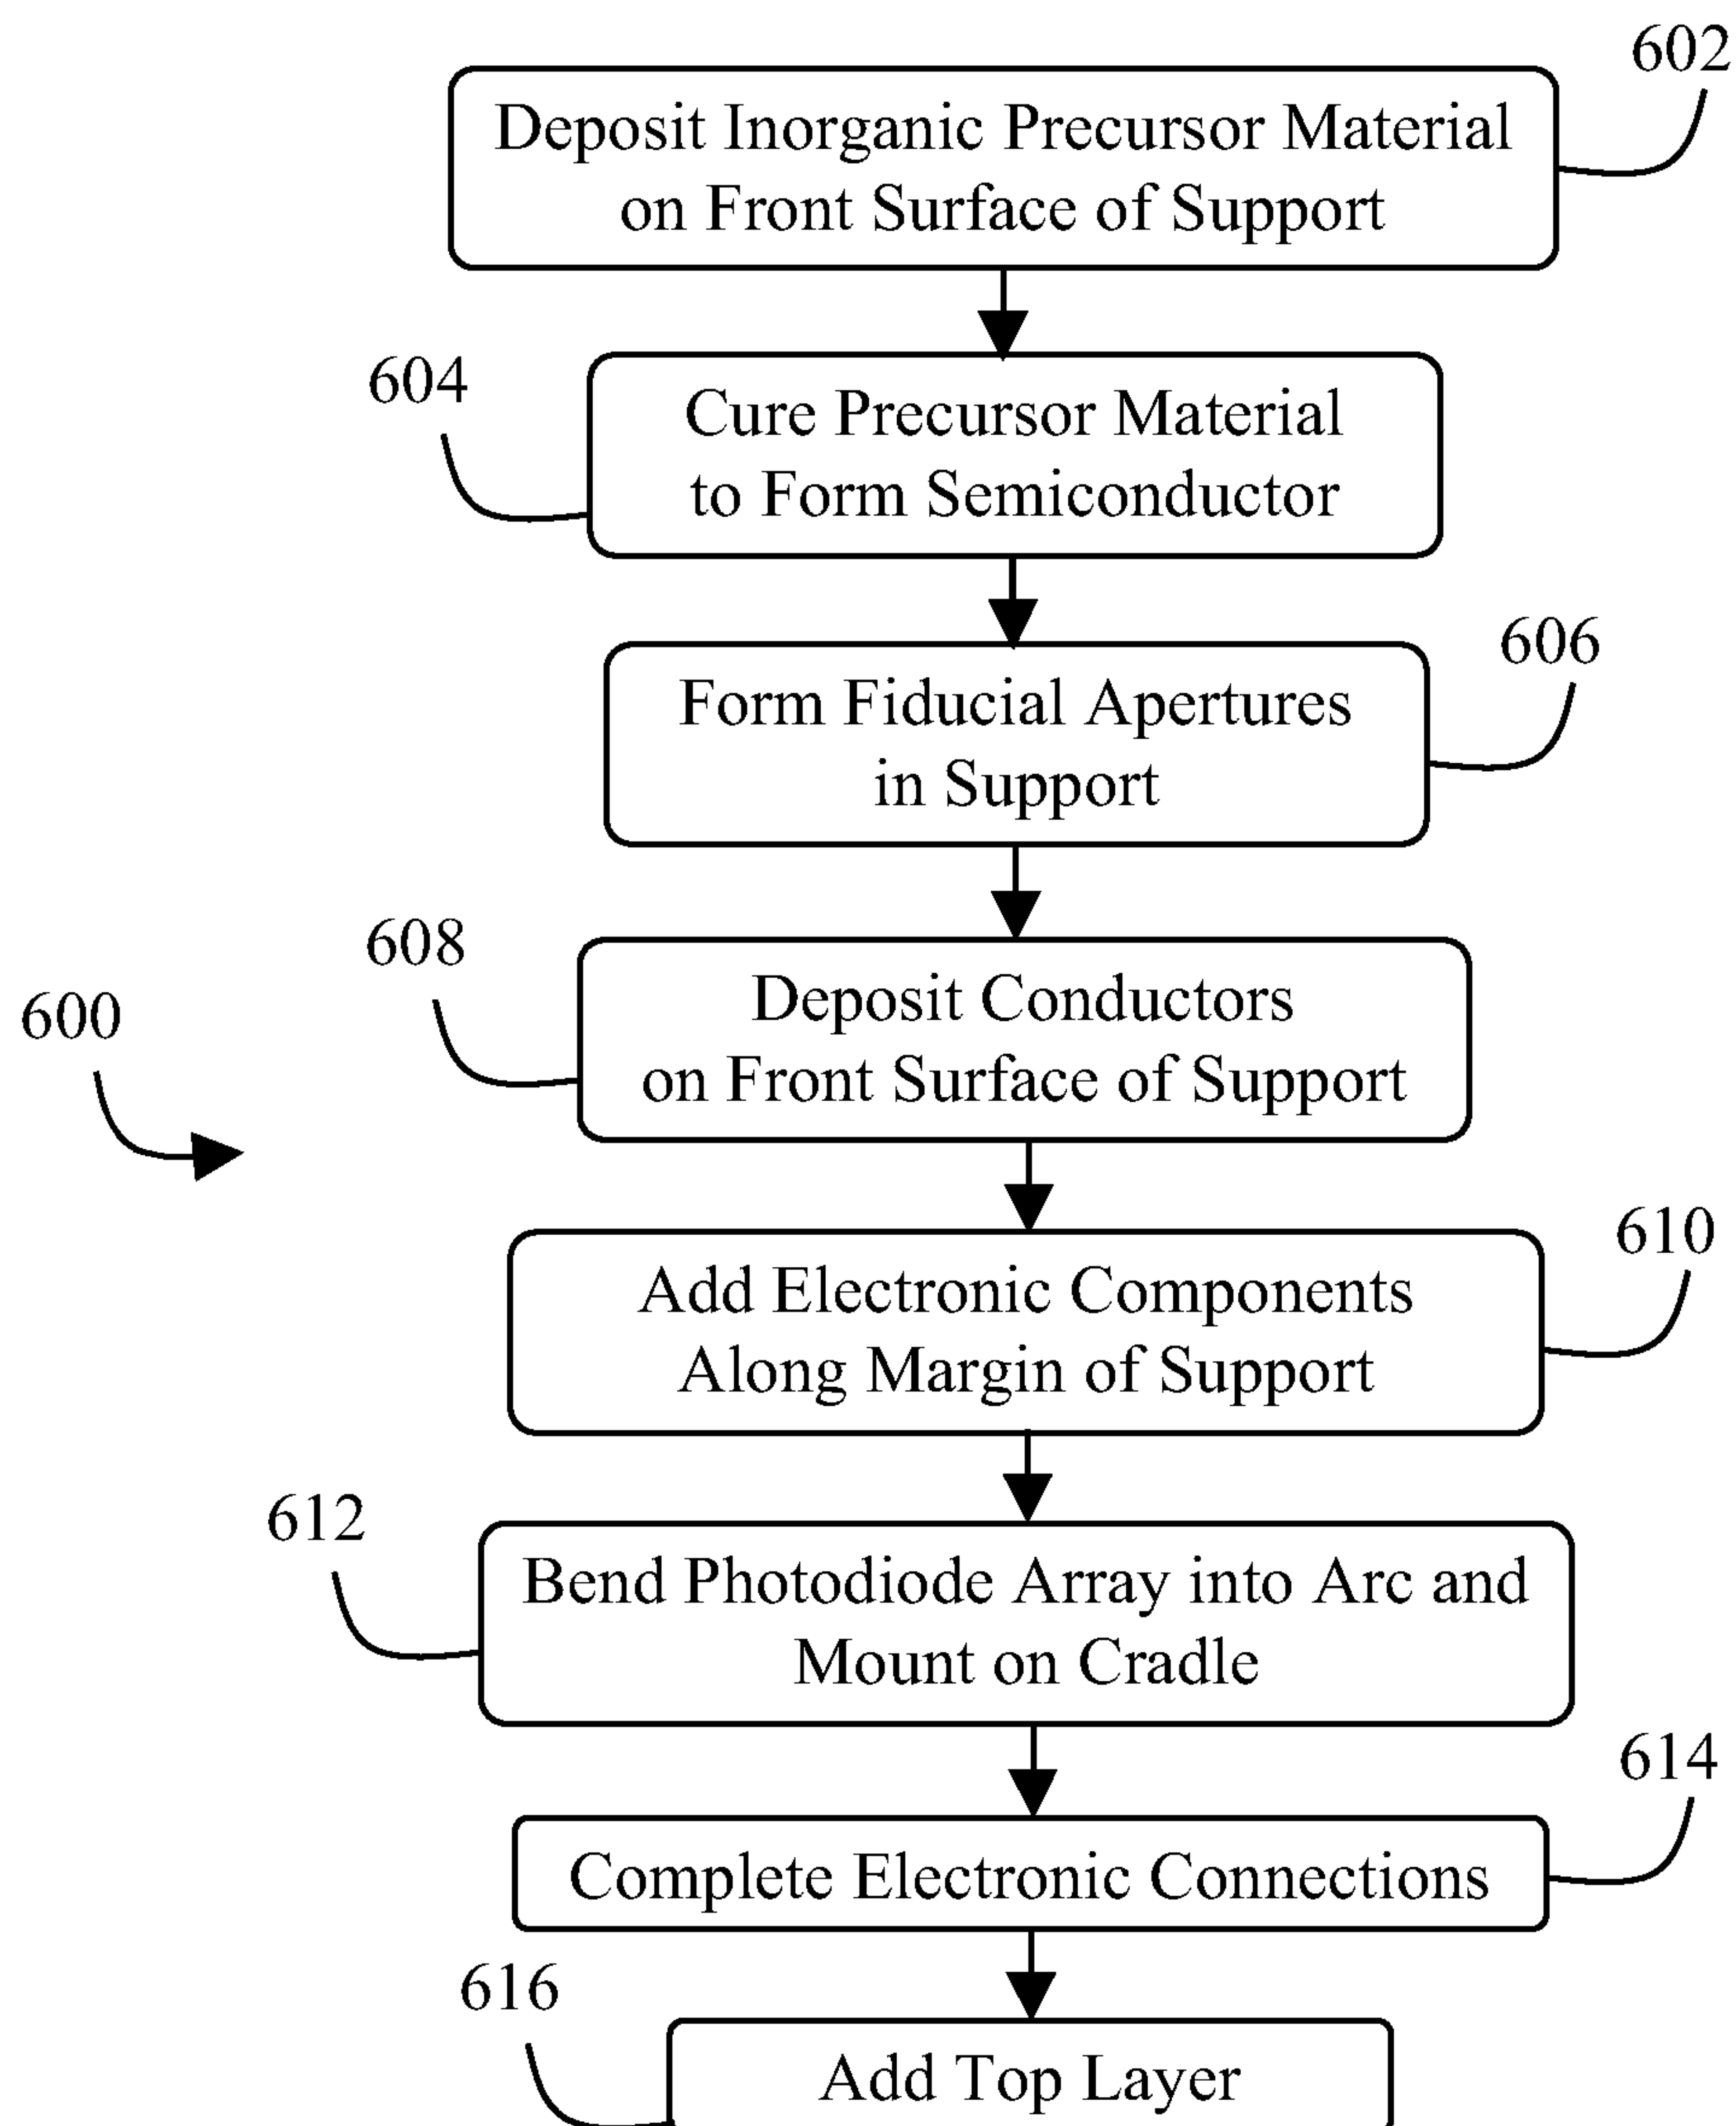 602
Deposit Inorganic Precursor Material
on Front Surface of Support
604
Cure Precursor Material
to Form Semiconductor
606
Form Fiducial Apertures
in Support
608
600
Deposit Conductors
on Front Surface of Support
610
Add Electronic Components
Along Margin of Support
612
Bend Photodiode Array into Arc and
Mount on Cradle
614
Complete Electronic Connections
616
Add Top Layer